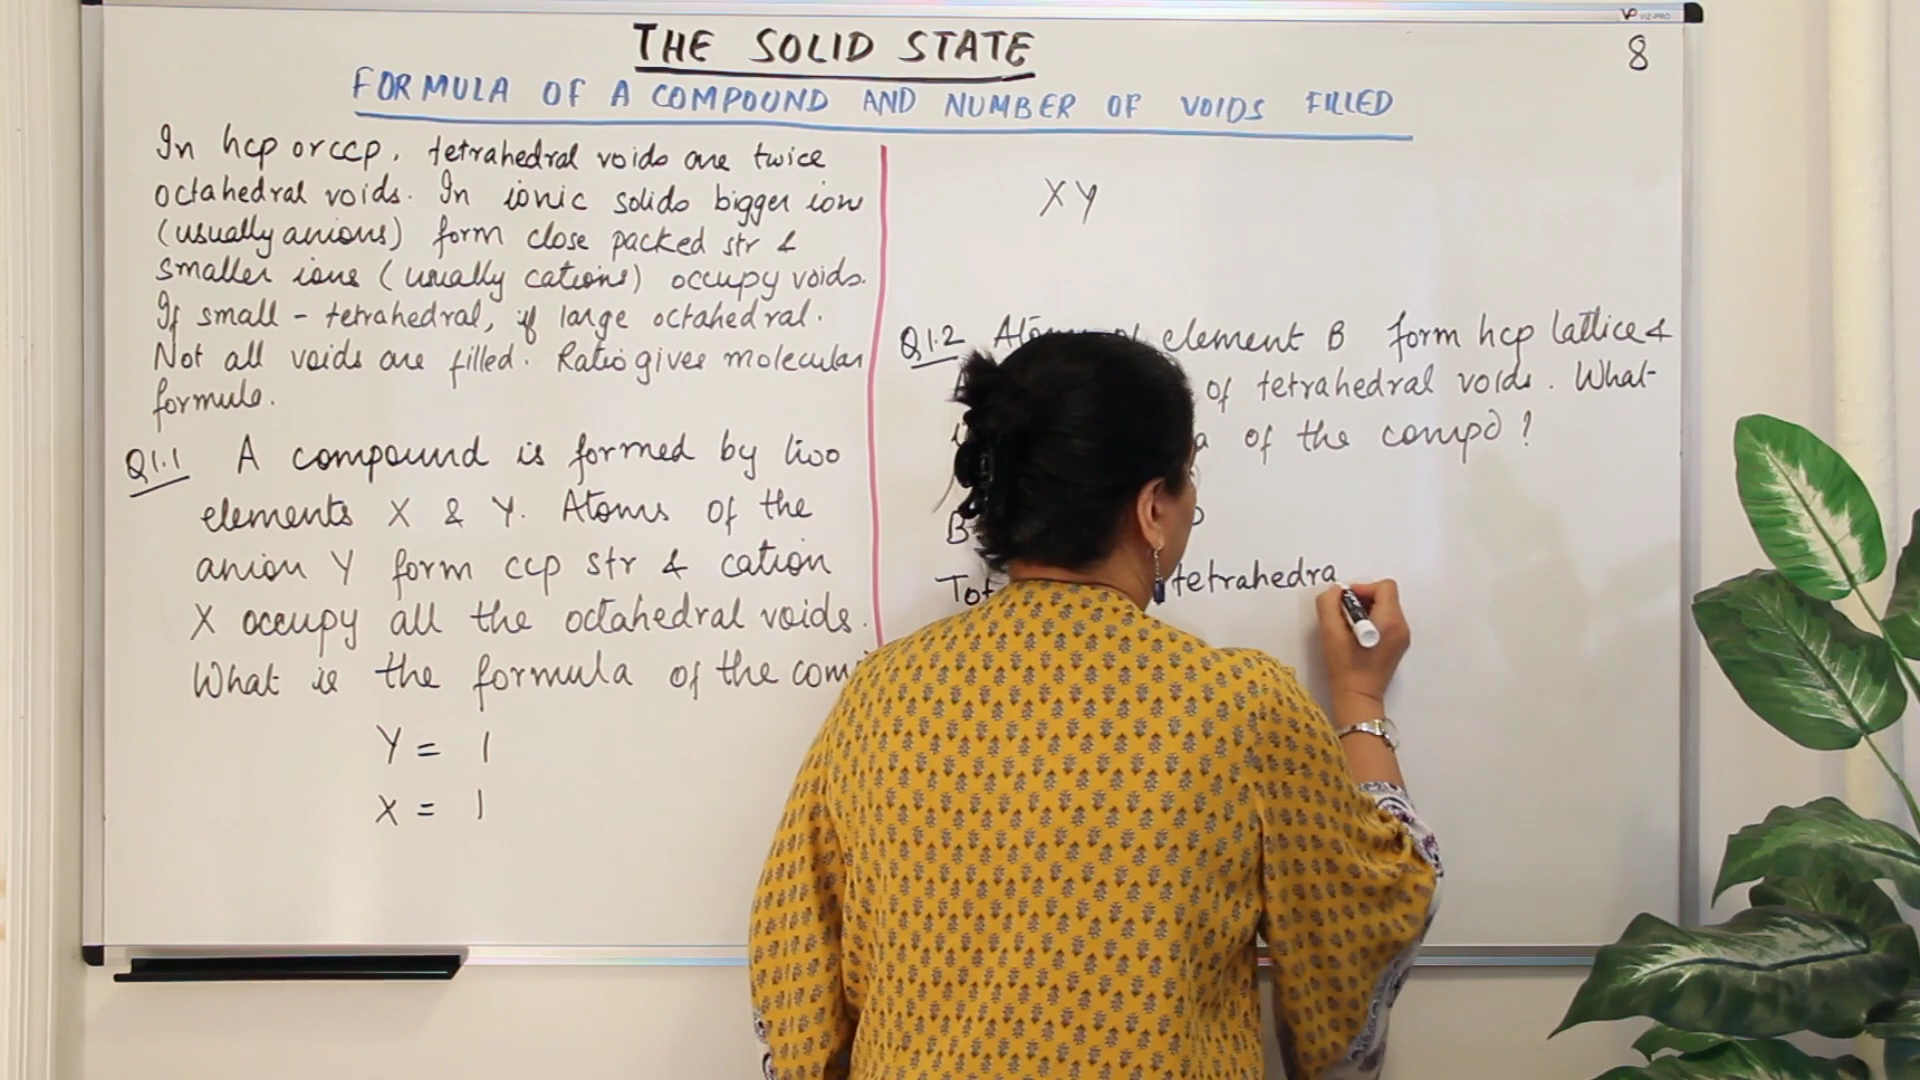 VP VIZ-PRO
THE SOLID STATE
8
FORMULA OF A COMPOUND AND NUMBER OF VOIDS FILLED
In hcp or ccp, tetrahedral voids are twice
octahedral voids. In ionic solids bigger ions
(usually anions) form close packed str &
smaller ions (usually cations) occupy voids.
If small - tetrahedral, if large octahedral.
Not all voids are filled. Ratio gives molecular
formula.
Q1.1 A compound is formed by two
elements X & Y. Atoms of the
anion Y form ccp str & cation
X occupy all the octahedral voids.
What is the formula of the com
Y = 1
X = 1
XY
Q1.2 element B form hcp lattice &
of tetrahedral voids. What
of the compd?
B
Tot tetrahedra